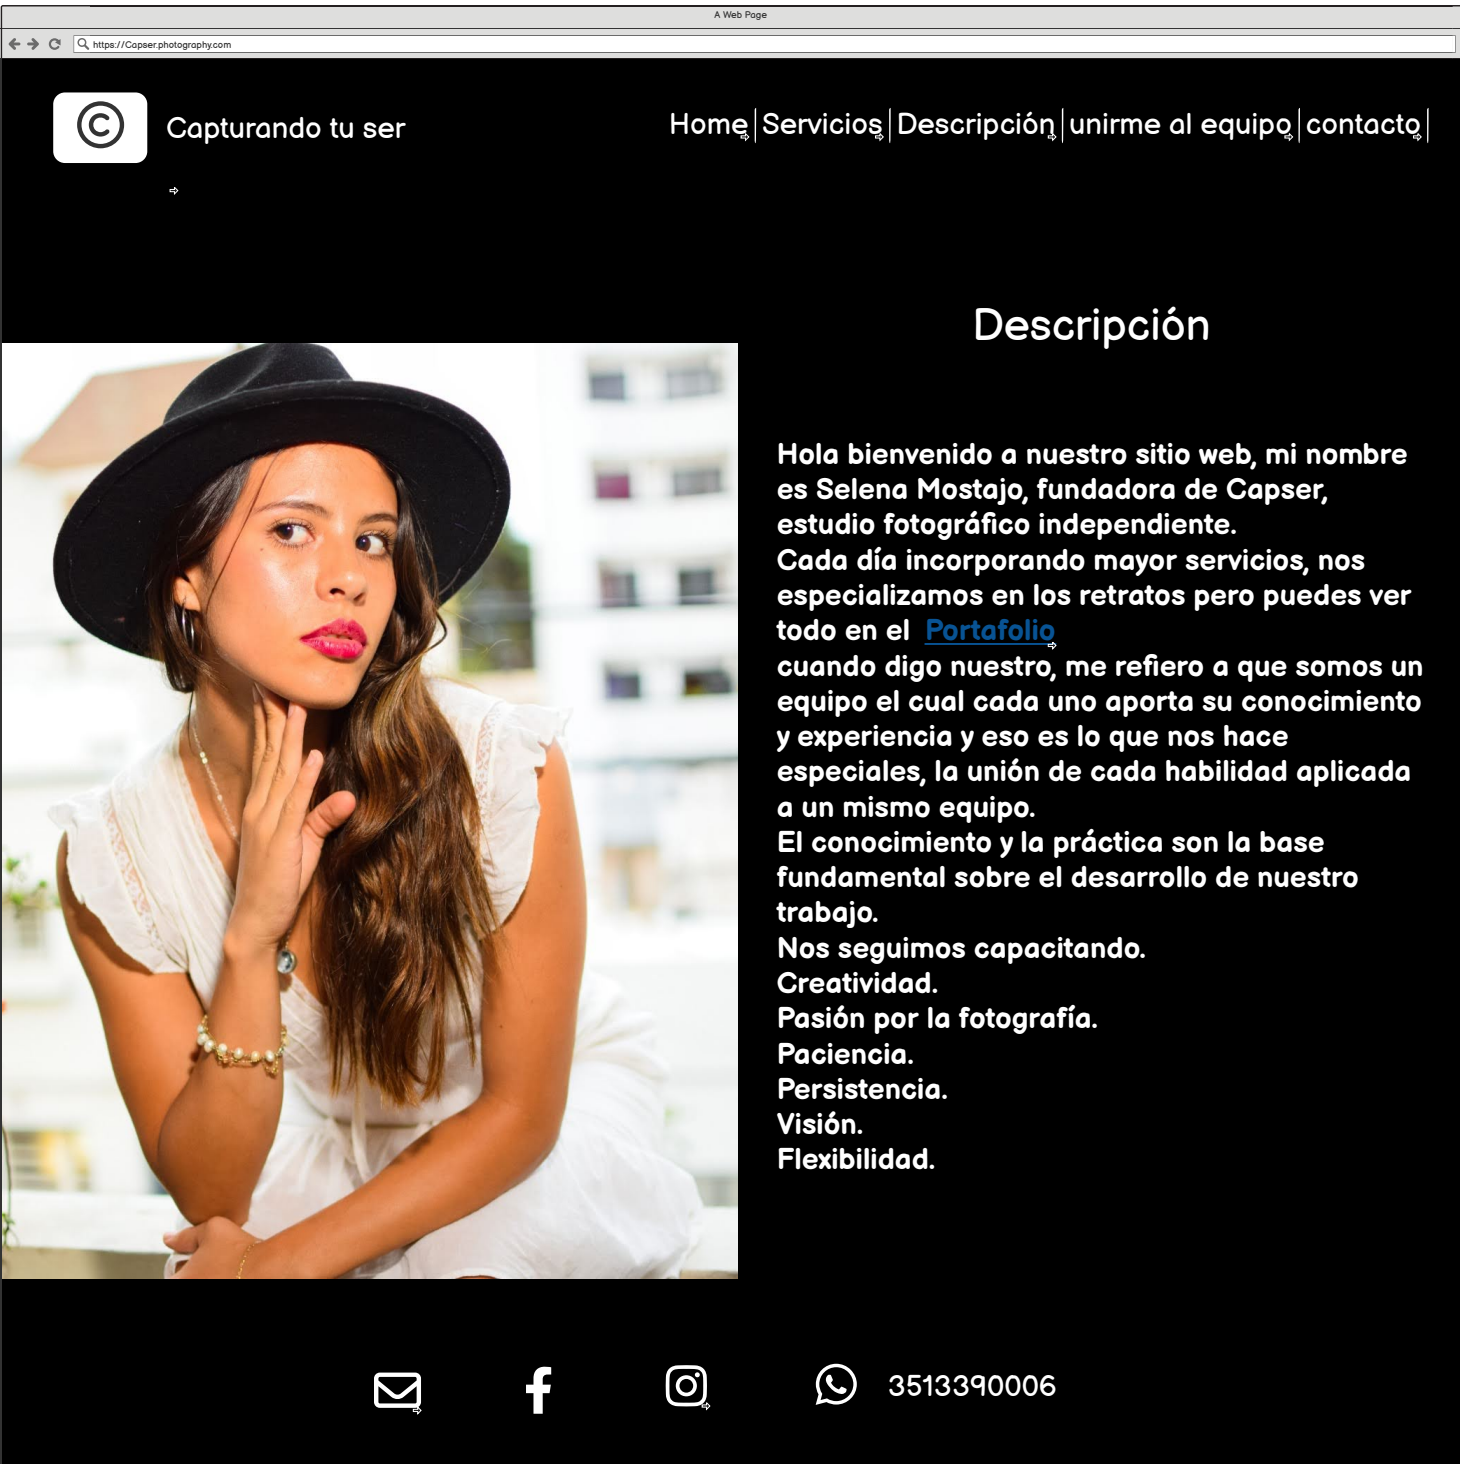 A Web Page
https://Capser.photography.com
©
Capturando tu ser
Home
Servicios
Descripción
unirme al equipo
contacto
Descripción
Hola bienvenido a nuestro sitio web, mi nombre
es Selena Mostajo, fundadora de Capser,
estudio fotográfico independiente.
Cada día incorporando mayor servicios, nos
especializamos en los retratos pero puedes ver
todo en el Portafolio
cuando digo nuestro, me refiero a que somos un
equipo el cual cada uno aporta su conocimiento
y experiencia y eso es lo que nos hace
especiales, la unión de cada habilidad aplicada
a un mismo equipo.
El conocimiento y la práctica son la base
fundamental sobre el desarrollo de nuestro
trabajo.
Nos seguimos capacitando.
Creatividad.
Pasión por la fotografía.
Paciencia.
Persistencia.
Visión.
Flexibilidad.
3513390006